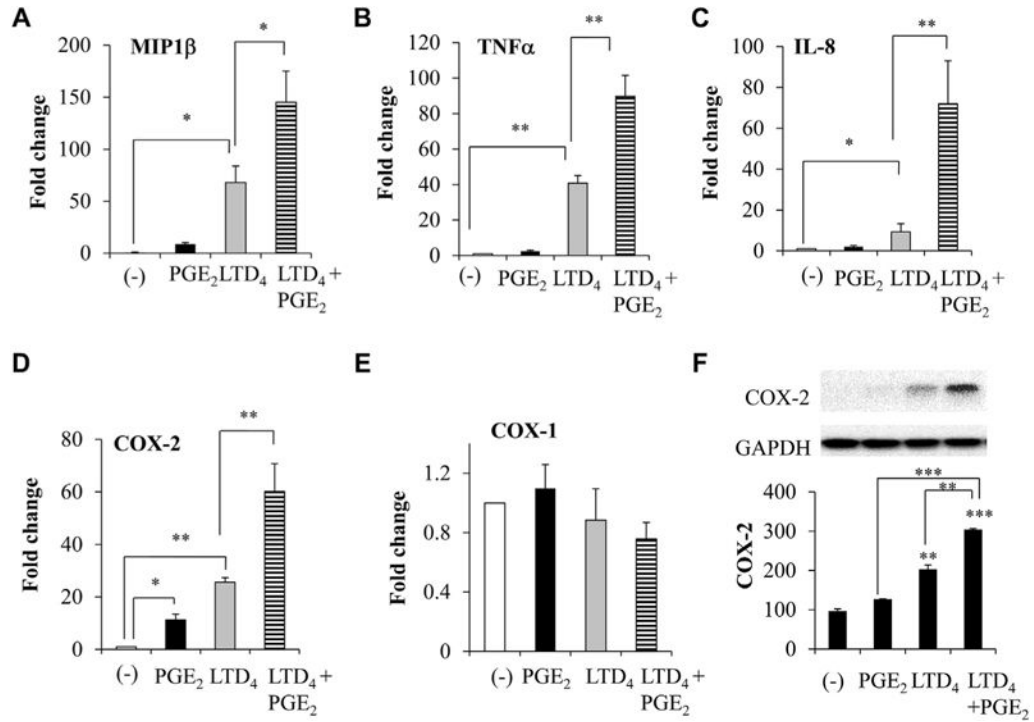 A
MIP1β
Fold change
200
150
100
50
0
*
*
(-) PGE₂ LTD₄ LTD₄ +
PGE₂
B
TNFα
Fold change
120
100
80
60
40
20
0
**
**
(-) PGE₂ LTD₄ LTD₄ +
PGE₂
C
IL-8
Fold change
100
80
60
40
20
0
**
*
(-) PGE₂ LTD₄ LTD₄ +
PGE₂
D
COX-2
Fold change
80
60
40
20
0
**
**
*
(-) PGE₂ LTD₄ LTD₄ +
PGE₂
E
COX-1
Fold change
1.2
0.8
0.4
0
(-) PGE₂ LTD₄ LTD₄ +
PGE₂
F
COX-2
GAPDH
COX-2
400
300
200
100
0
***
**
***
**
(-) PGE₂ LTD₄ LTD₄
+PGE₂